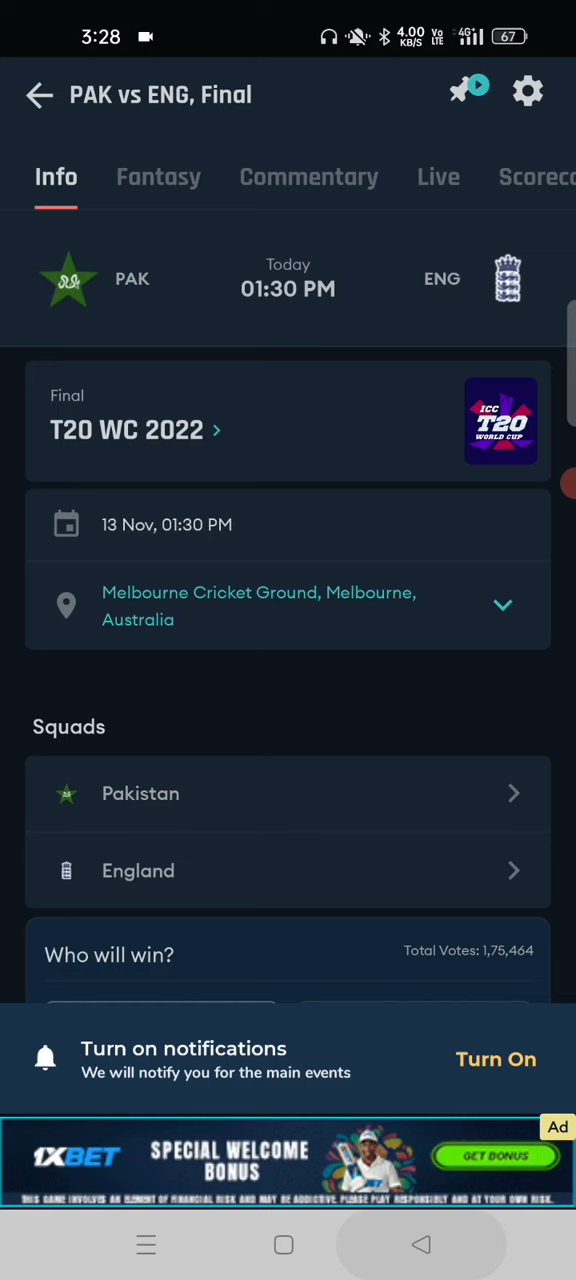 3:28
4.00 KB/S
Vo LTE
4G+
67
PAK vs ENG, Final
Info Fantasy Commentary Live Scorec
PAK
Today
01:30 PM
ENG
Final
T20 WC 2022
ICC
T20
WORLD CUP
13 Nov, 01:30 PM
Melbourne Cricket Ground, Melbourne,
Australia
Squads
Pakistan
England
Who will win?
Total Votes: 1,75,464
Turn on notifications
We will notify you for the main events
Turn On
Ad
1XBET
SPECIAL WELCOME
BONUS
GET BONUS
THIS GAME INVOLVES AN ELEMENT OF FINANCIAL RISK AND MAY BE ADDICTIVE. PLEASE PLAY RESPONSIBLY AND AT YOUR OWN RISK.